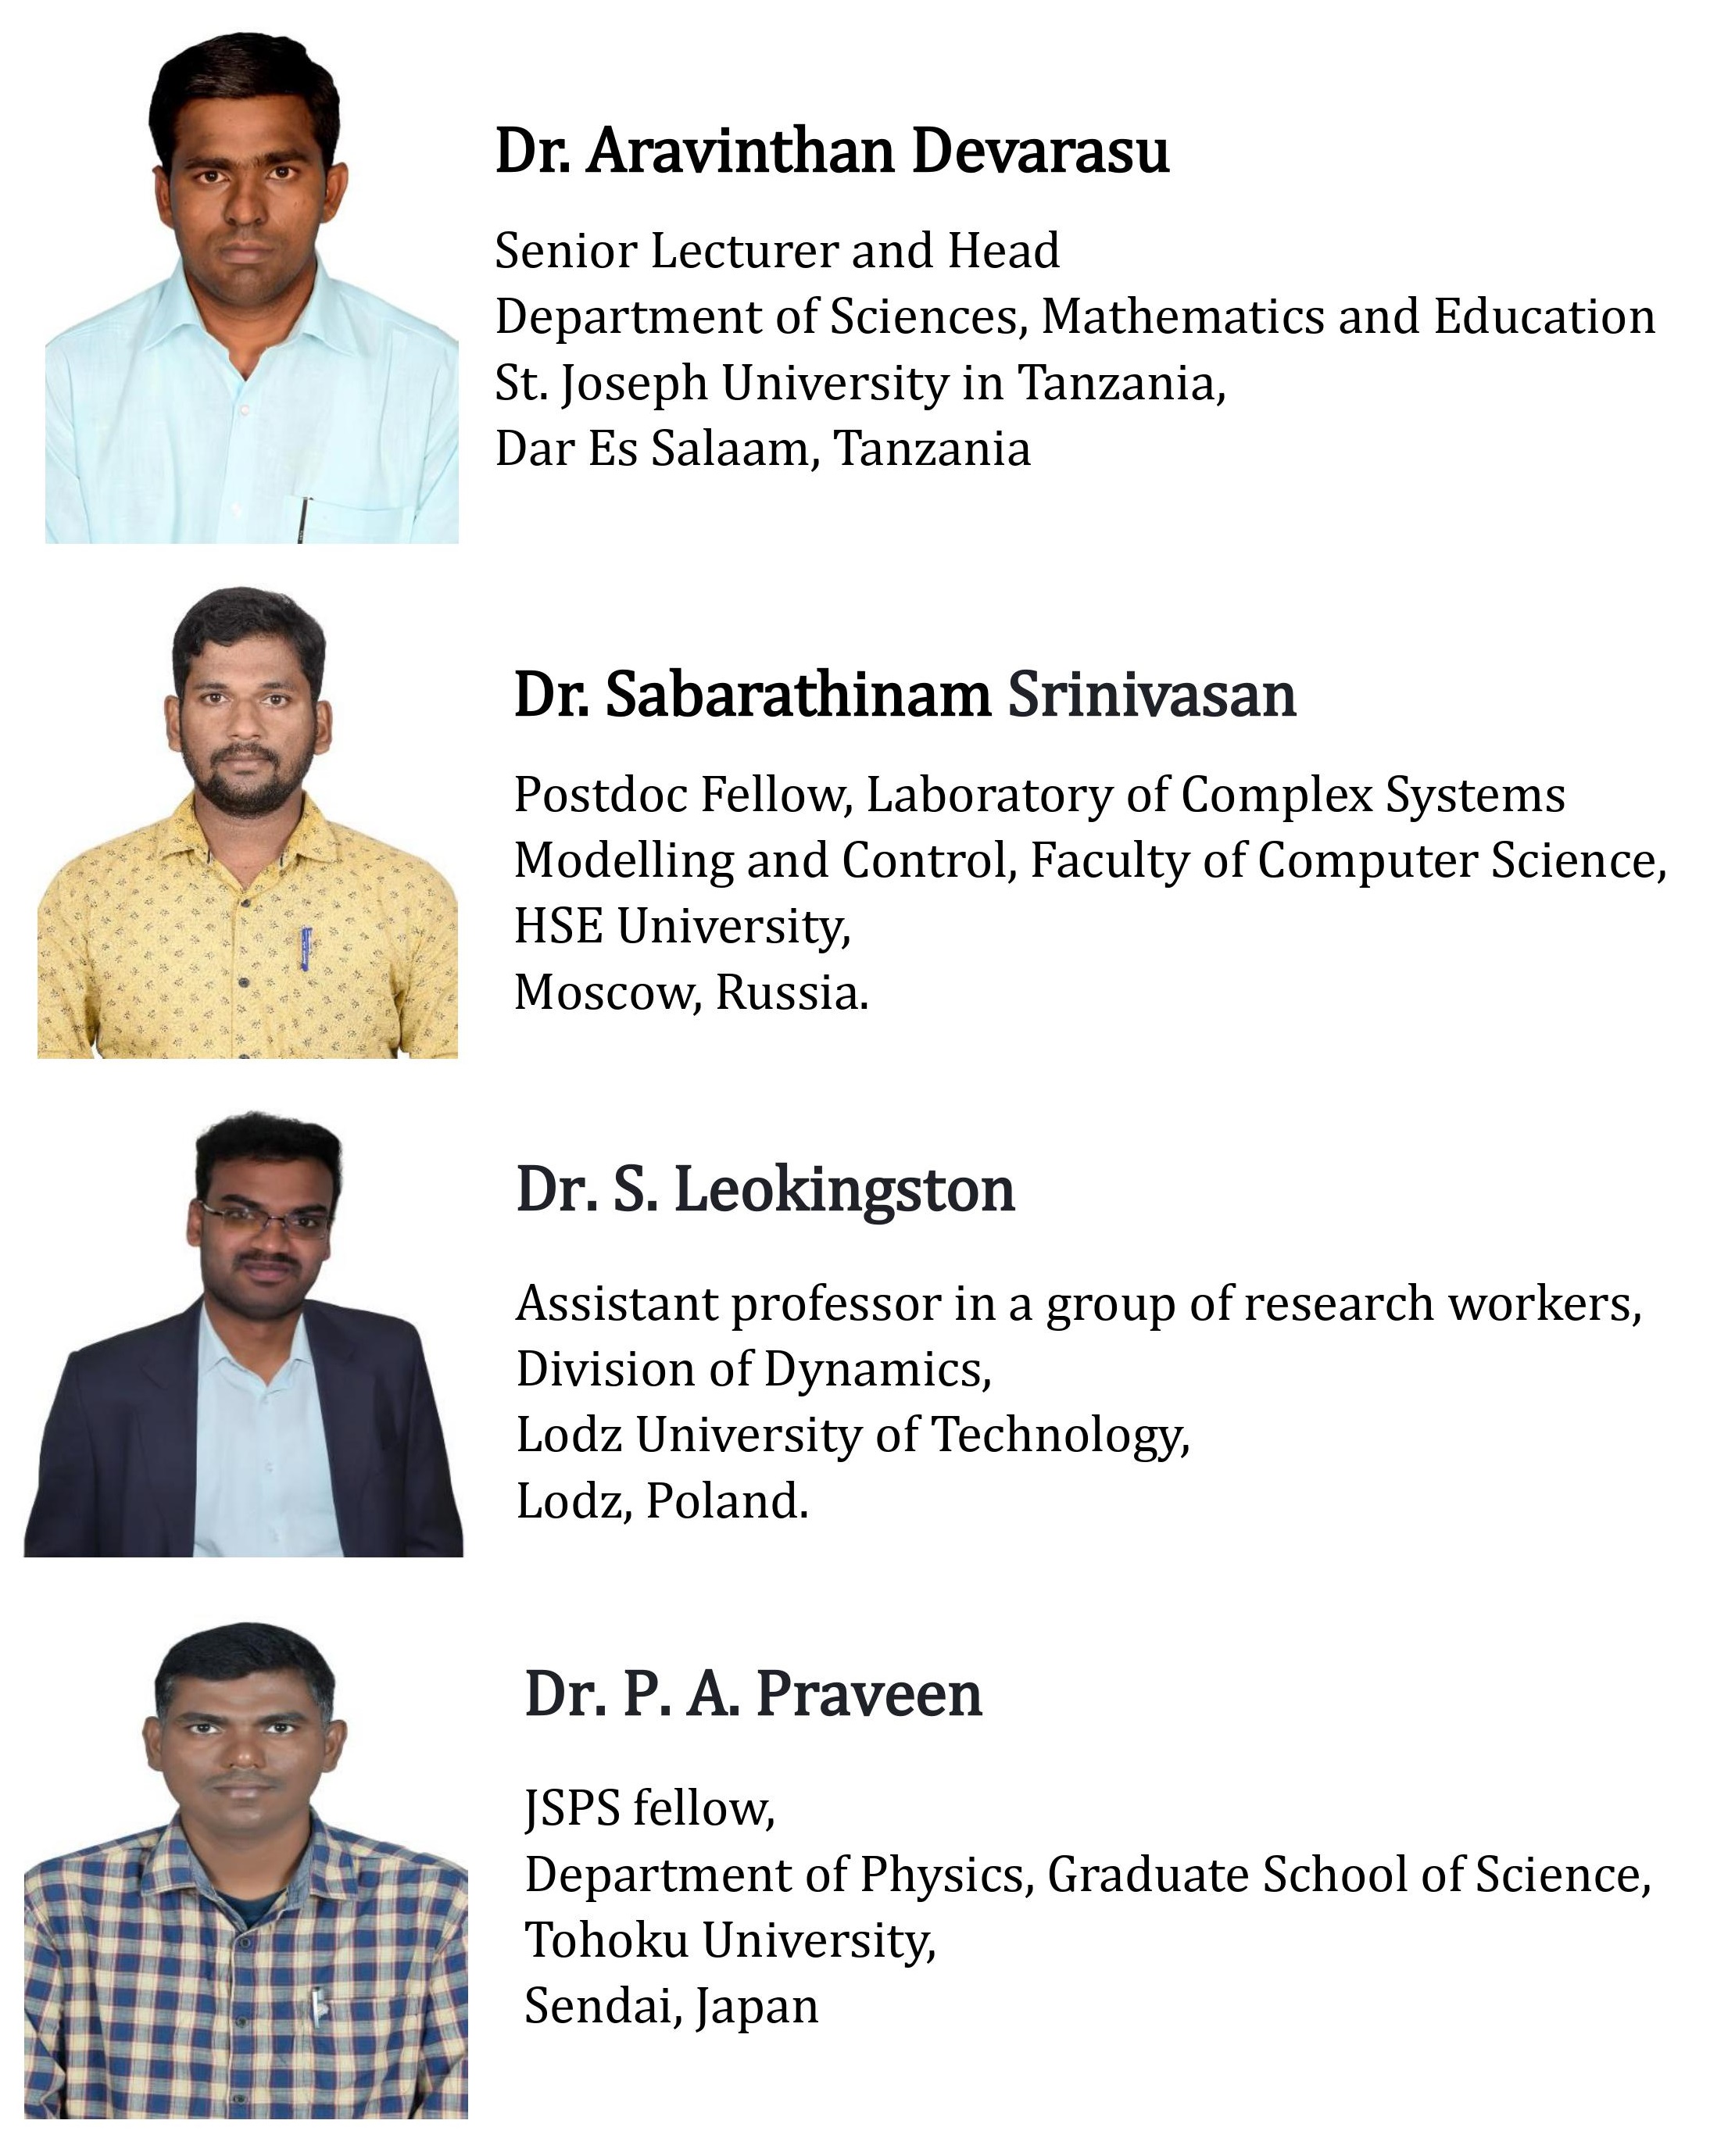 Dr. Aravinthan Devarasu
Senior Lecturer and Head
Department of Sciences, Mathematics and Education
St. Joseph University in Tanzania,
Dar Es Salaam, Tanzania
Dr. Sabarathinam Srinivasan
Postdoc Fellow, Laboratory of Complex Systems
Modelling and Control, Faculty of Computer Science,
HSE University,
Moscow, Russia.
Dr. S. Leokingston
Assistant professor in a group of research workers,
Division of Dynamics,
Lodz University of Technology,
Lodz, Poland.
Dr. P. A. Praveen
JSPS fellow,
Department of Physics, Graduate School of Science,
Tohoku University,
Sendai, Japan